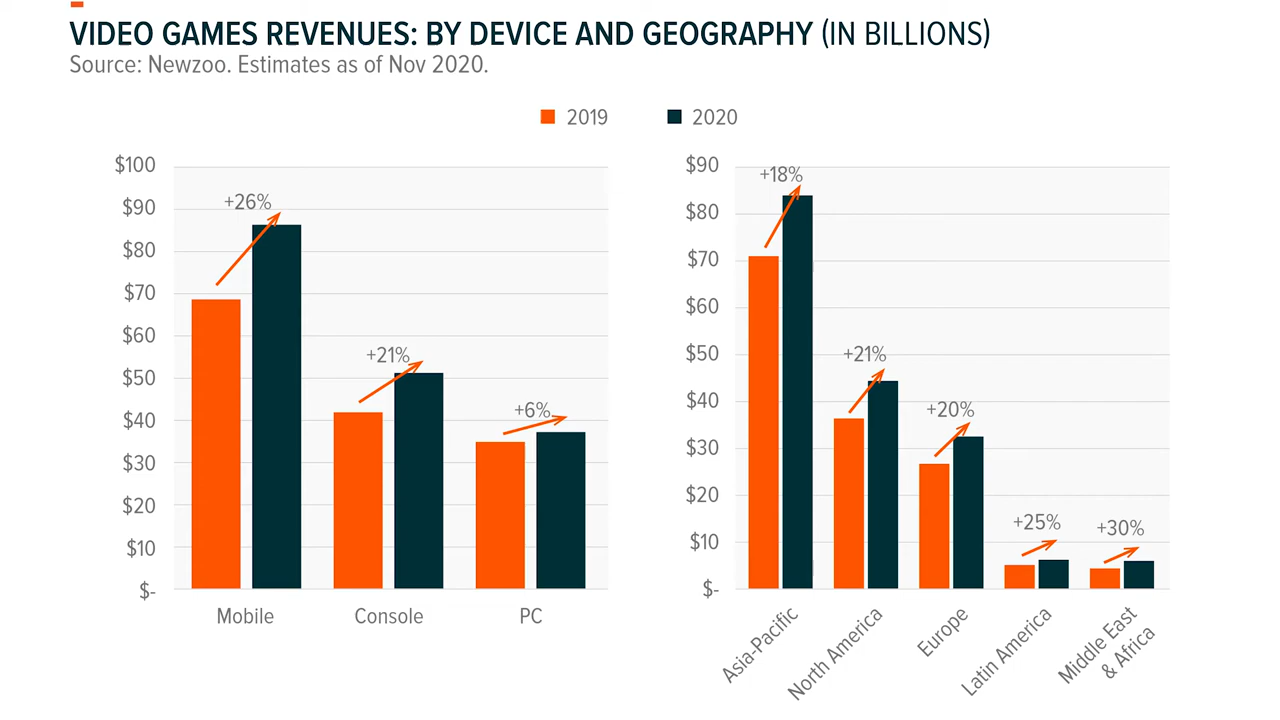 VIDEO GAMES REVENUES: BY DEVICE AND GEOGRAPHY (IN BILLIONS)
Source: Newzoo. Estimates as of Nov 2020.
2019
2020
$100
$90
$80
$70
$60
$50
$40
$30
$20
$10
$-
+26%
+21%
+6%
Mobile
Console
PC
$90
$80
$70
$60
$50
$40
$30
$20
$10
$-
+18%
+21%
+20%
+25%
+30%
Asia-Pacific
North America
Europe
Latin America
Middle East
& Africa